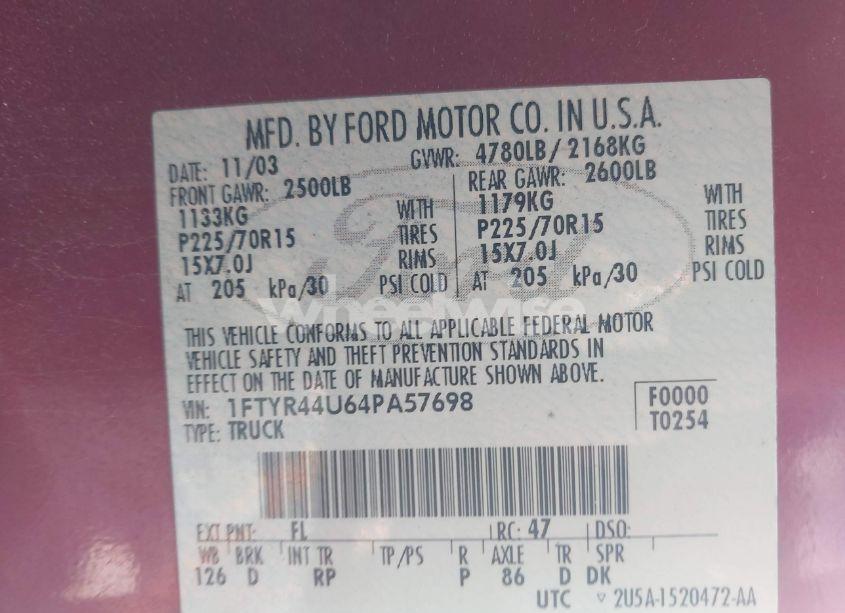 MFD. BY FORD MOTOR CO. IN U.S.A.
DATE: 11/03 GVWR: 4780LB / 2168KG
FRONT GAWR: 2500LB REAR GAWR: 2600LB
1133KG WITH 1179KG WITH
P225/70R15 TIRES P225/70R15 TIRES
15X7.0J RIMS 15X7.0J RIMS
AT 205 kPa/30 PSI COLD AT 205 kPa/30 PSI COLD
Ford
wheelwise
THIS VEHICLE CONFORMS TO ALL APPLICABLE FEDERAL MOTOR
VEHICLE SAFETY AND THEFT PREVENTION STANDARDS IN
EFFECT ON THE DATE OF MANUFACTURE SHOWN ABOVE.
VIN: 1FTYR44U64PA57698 F0000
TYPE: TRUCK T0254
EXT PNT: FL RC: 47 DSO:
WB BRK INT TR TP/PS R AXLE TR SPR
126 D RP P 86 D DK
UTC ▽ 2U5A-1520472-AA